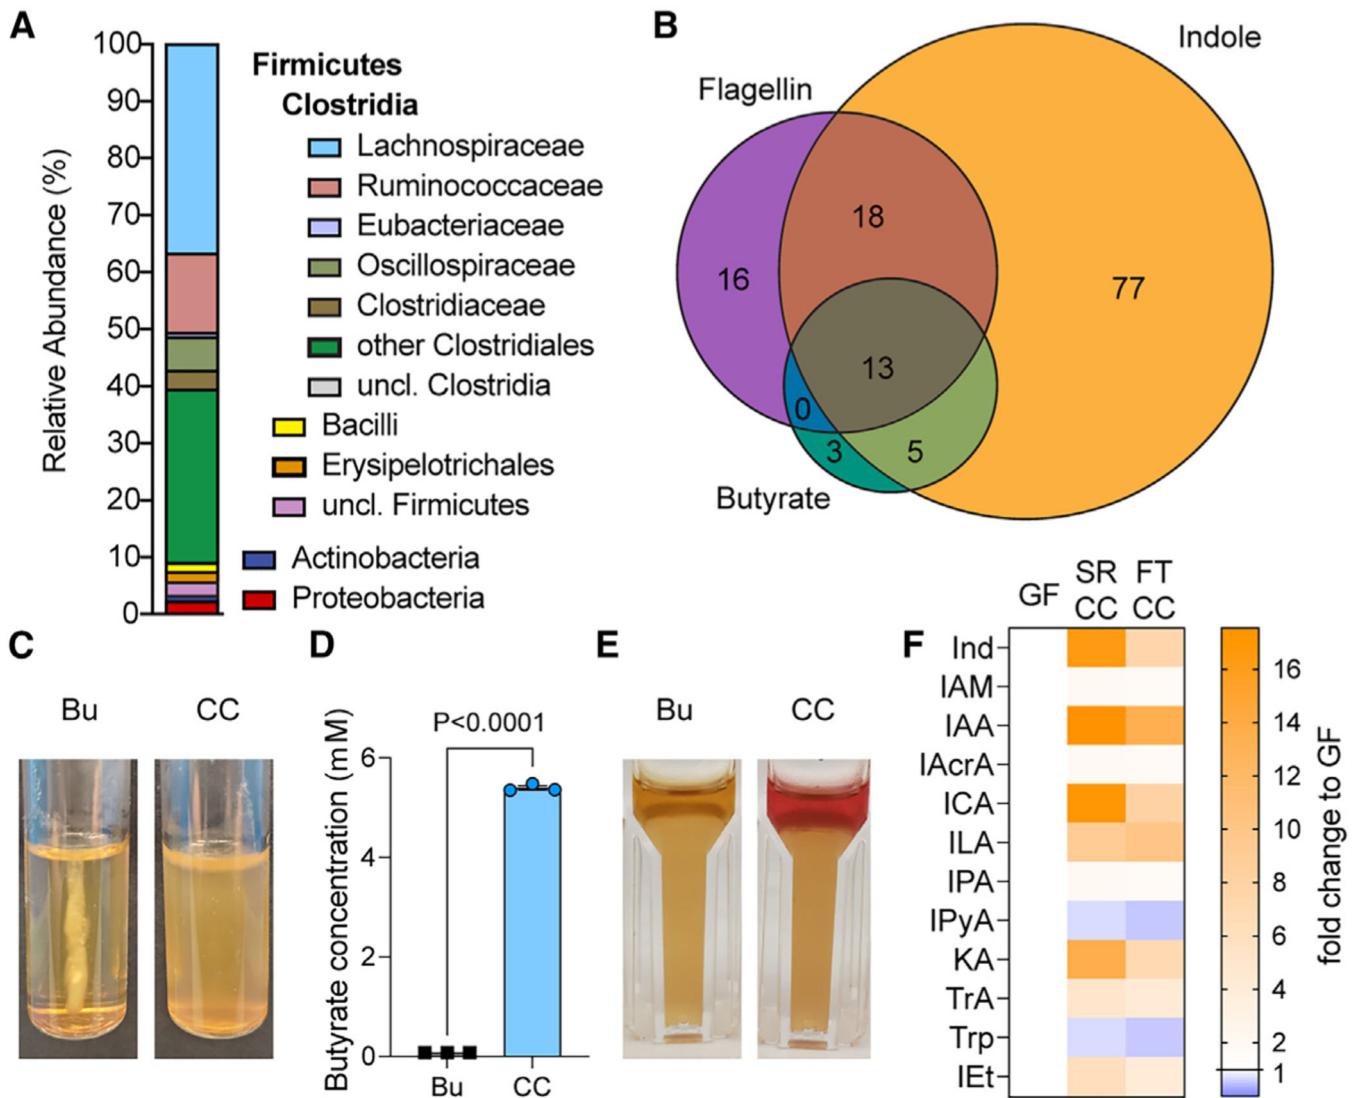 A
Relative Abundance (%)
100
90
80
70
60
50
40
30
20
10
0
Firmicutes
Clostridia
Lachnospiraceae
Ruminococcaceae
Eubacteriaceae
Oscillospiraceae
Clostridiaceae
other Clostridiales
uncl. Clostridia
Bacilli
Erysipelotrichales
uncl. Firmicutes
Actinobacteria
Proteobacteria
B
Indole
Flagellin
18
16
77
13
0
3
5
Butyrate
C
Bu
CC
D
P<0.0001
Butyrate concentration (mM)
6
4
2
0
Bu
CC
E
Bu
CC
F
GF
SR
CC
FT
CC
Ind
IAM
IAA
IAcrA
ICA
ILA
IPA
IPyA
KA
TrA
Trp
IEt
16
14
12
10
8
6
4
2
1
fold change to GF